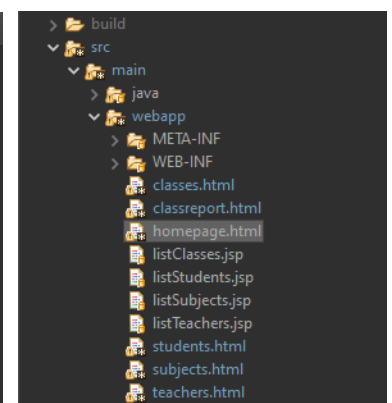 build
src
main
java
webapp
META-INF
WEB-INF
classes.html
classreport.html
homepage.html
listClasses.jsp
listStudents.jsp
listSubjects.jsp
listTeachers.jsp
students.html
subjects.html
teachers.html